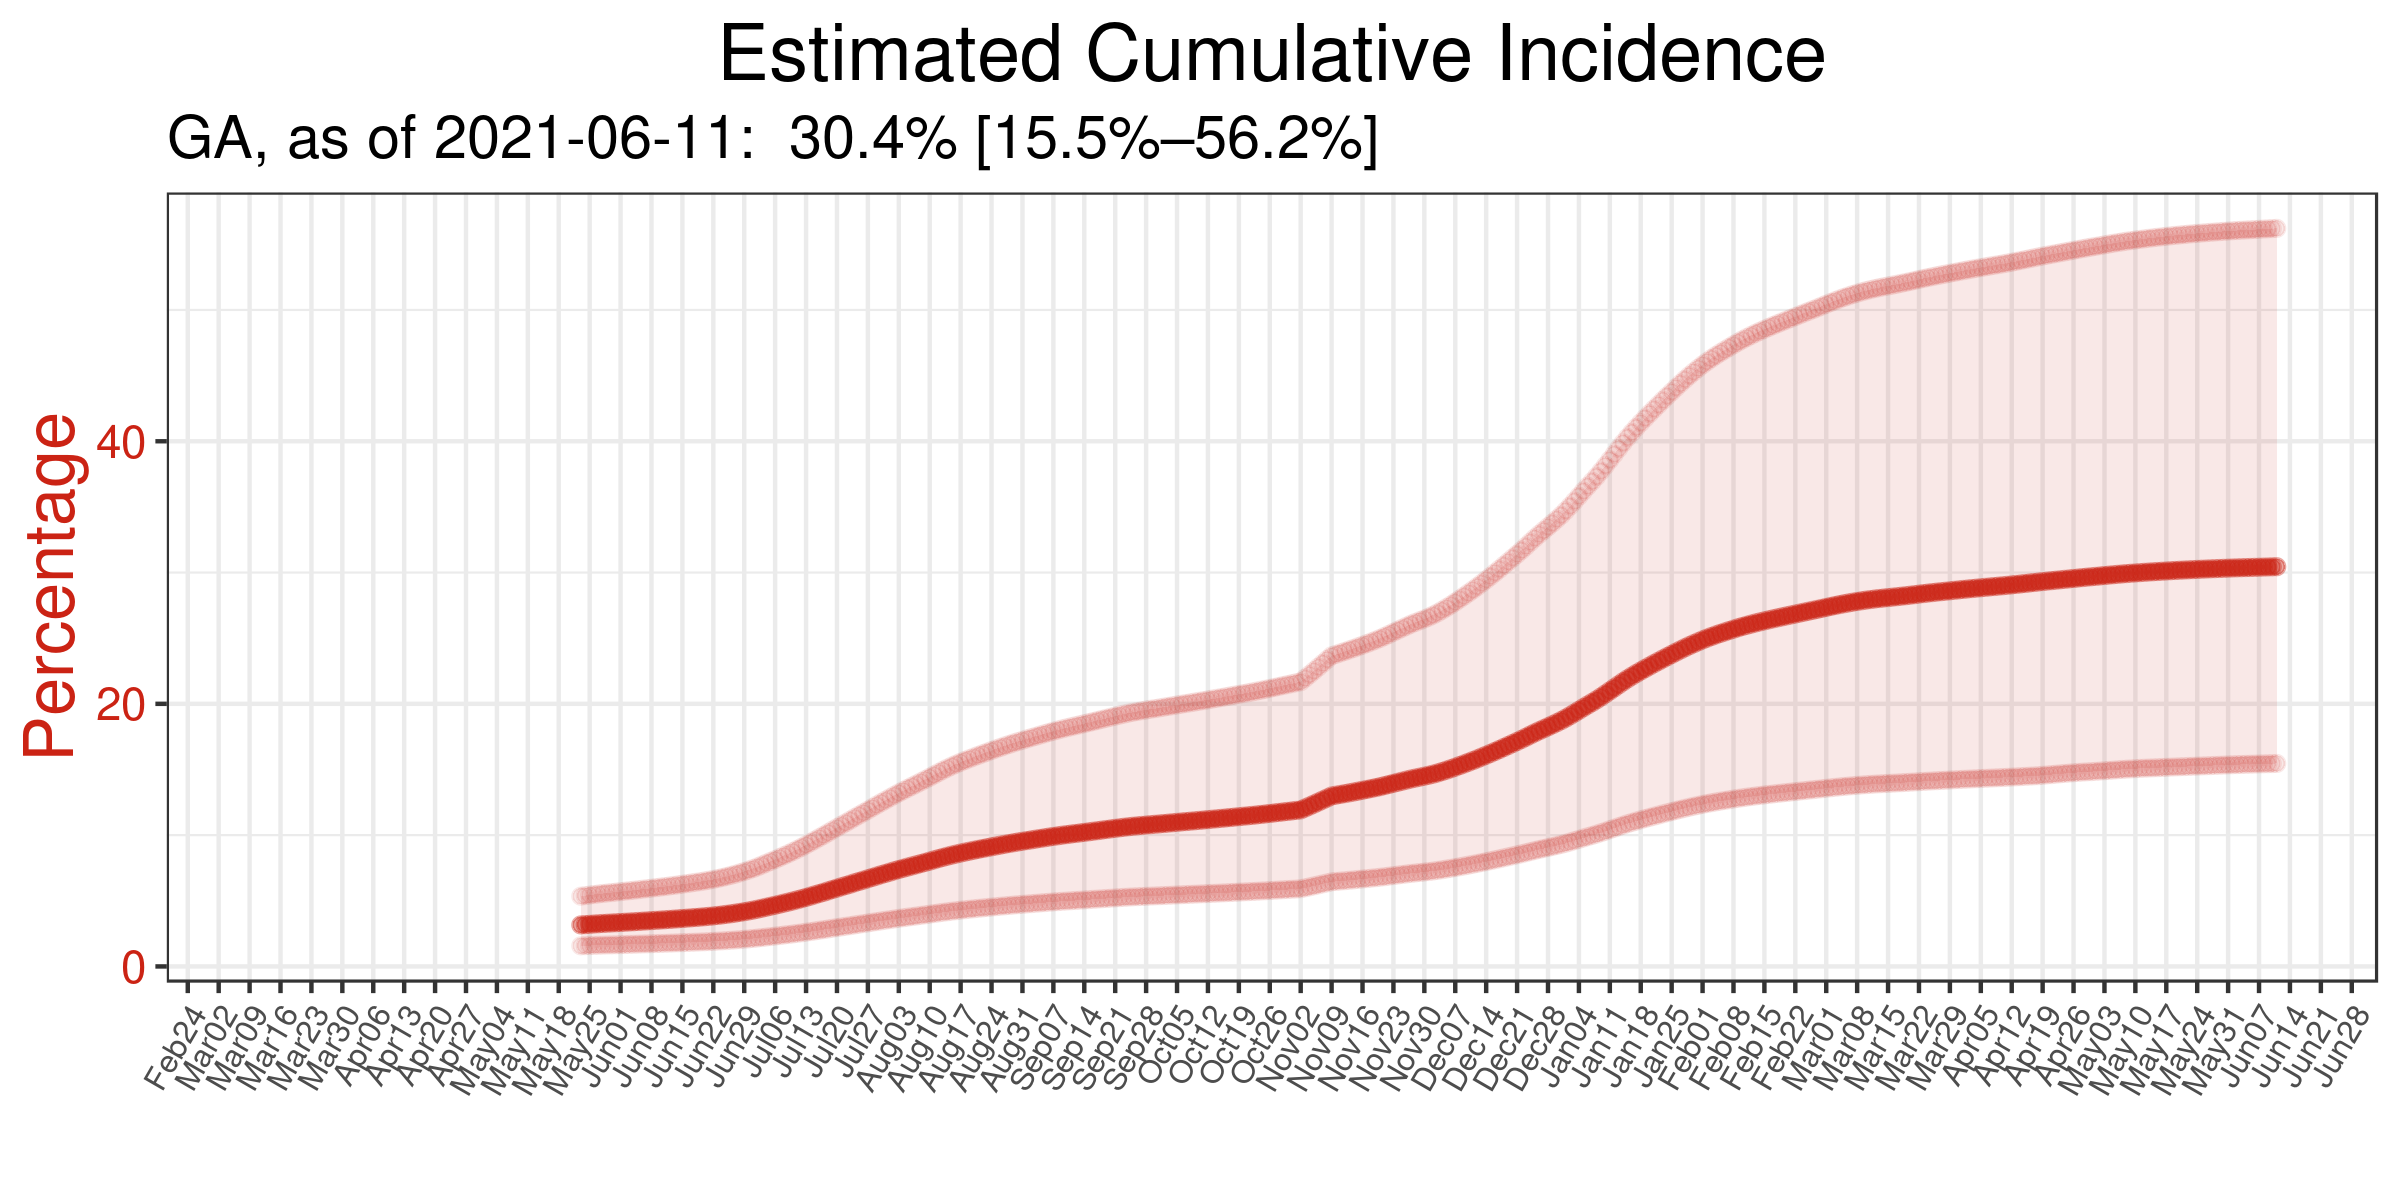 Estimated Cumulative Incidence
GA, as of 2021-06-11:  30.4% [15.5%–56.2%]
Percentage
40
20
0
Feb24
Mar02
Mar09
Mar16
Mar23
Mar30
Apr06
Apr13
Apr20
Apr27
May04
May11
May18
May25
Jun01
Jun08
Jun15
Jun22
Jun29
Jul06
Jul13
Jul20
Jul27
Aug03
Aug10
Aug17
Aug24
Aug31
Sep07
Sep14
Sep21
Sep28
Oct05
Oct12
Oct19
Oct26
Nov02
Nov09
Nov16
Nov23
Nov30
Dec07
Dec14
Dec21
Dec28
Jan04
Jan11
Jan18
Jan25
Feb01
Feb08
Feb15
Feb22
Mar01
Mar08
Mar15
Mar22
Mar29
Apr05
Apr12
Apr19
Apr26
May03
May10
May17
May24
May31
Jun07
Jun14
Jun21
Jun28